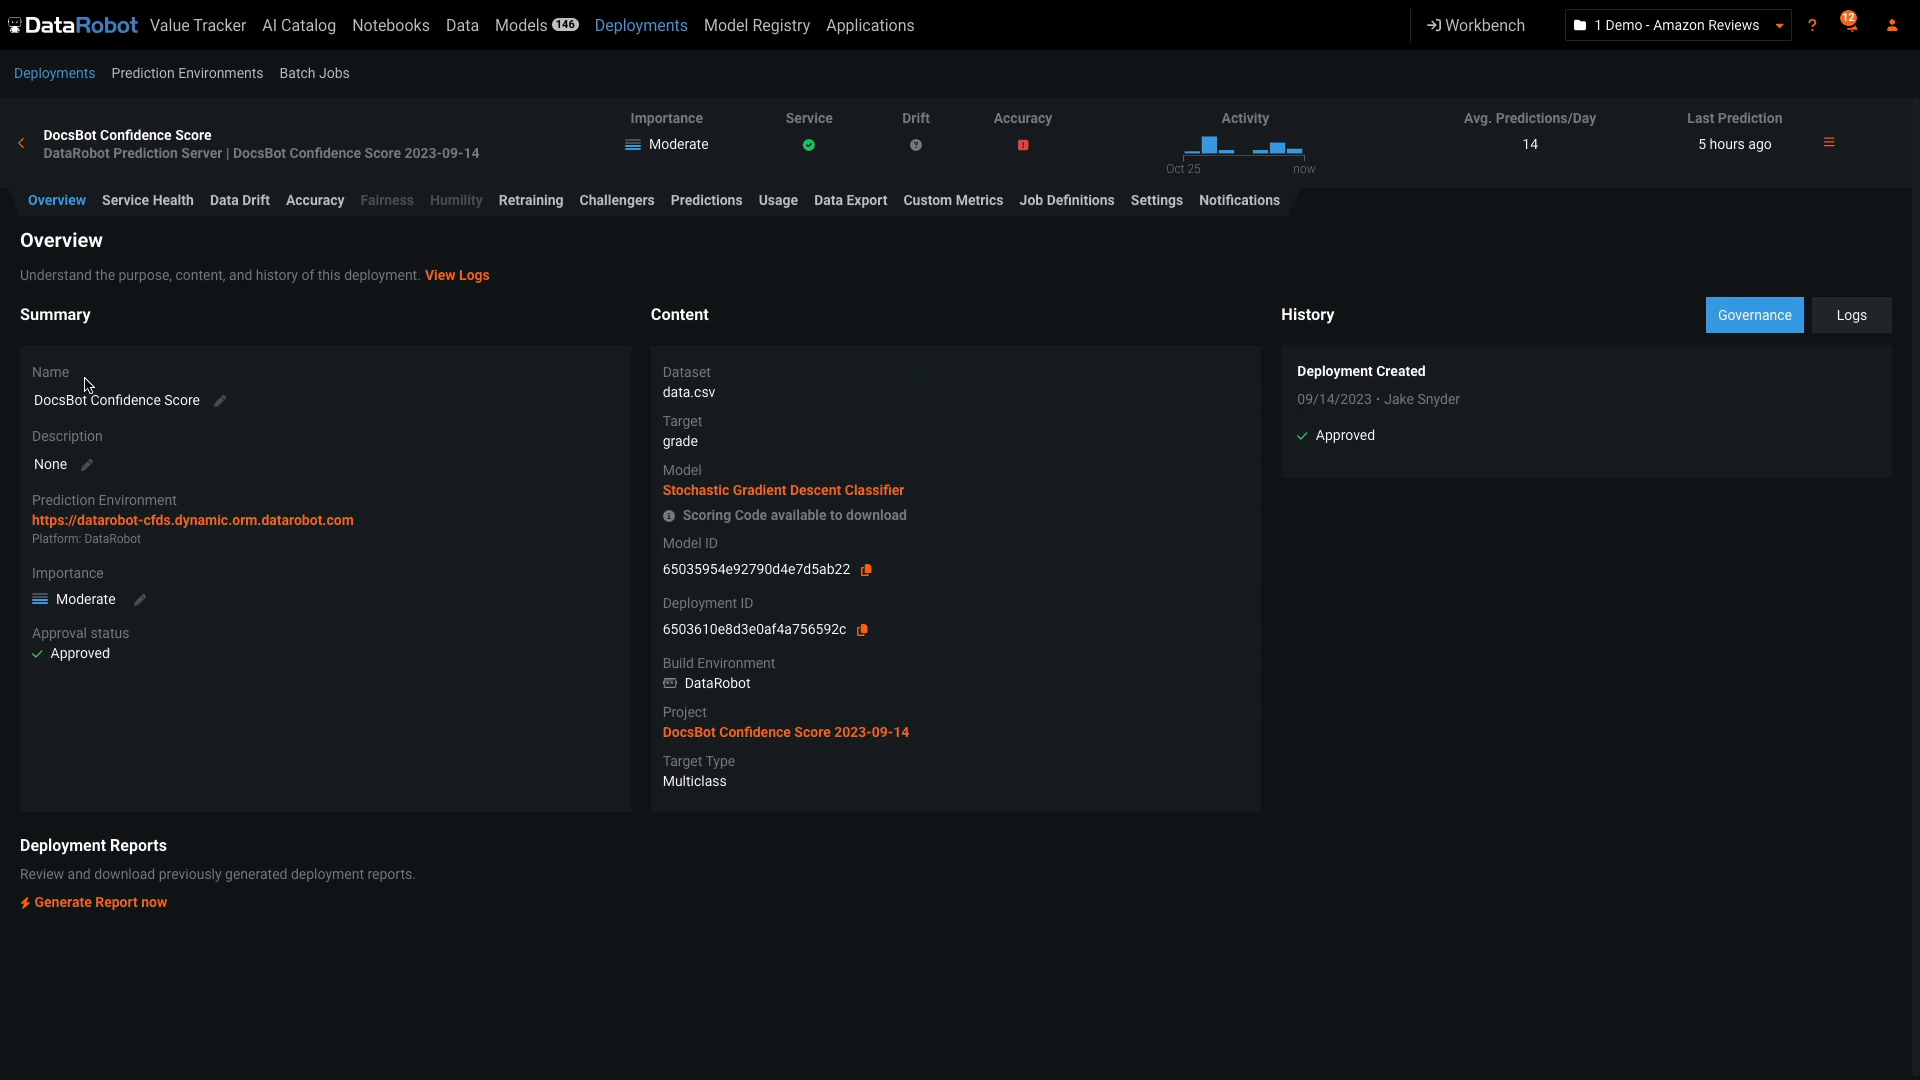 DataRobot Value Tracker AI Catalog Notebooks Data Models 146 Deployments Model Registry Applications Workbench 1 Demo - Amazon Reviews ? 12
Deployments Prediction Environments Batch Jobs
DocsBot Confidence Score
DataRobot Prediction Server | DocsBot Confidence Score 2023-09-14
Importance Service Drift Accuracy Activity Avg. Predictions/Day Last Prediction
Moderate ? ! 14 5 hours ago
Oct 25 now
Overview Service Health Data Drift Accuracy Fairness Humility Retraining Challengers Predictions Usage Data Export Custom Metrics Job Definitions Settings Notifications
Overview
Understand the purpose, content, and history of this deployment. View Logs
Summary
Name
DocsBot Confidence Score
Description
None
Prediction Environment
https://datarobot-cfds.dynamic.orm.datarobot.com
Platform: DataRobot
Importance
Moderate
Approval status
Approved
Content
Dataset
data.csv
Target
grade
Model
Stochastic Gradient Descent Classifier
Scoring Code available to download
Model ID
65035954e92790d4e7d5ab22
Deployment ID
6503610e8d3e0af4a756592c
Build Environment
DataRobot
Project
DocsBot Confidence Score 2023-09-14
Target Type
Multiclass
History Governance Logs
Deployment Created
09/14/2023 • Jake Snyder
Approved
Deployment Reports
Review and download previously generated deployment reports.
Generate Report now